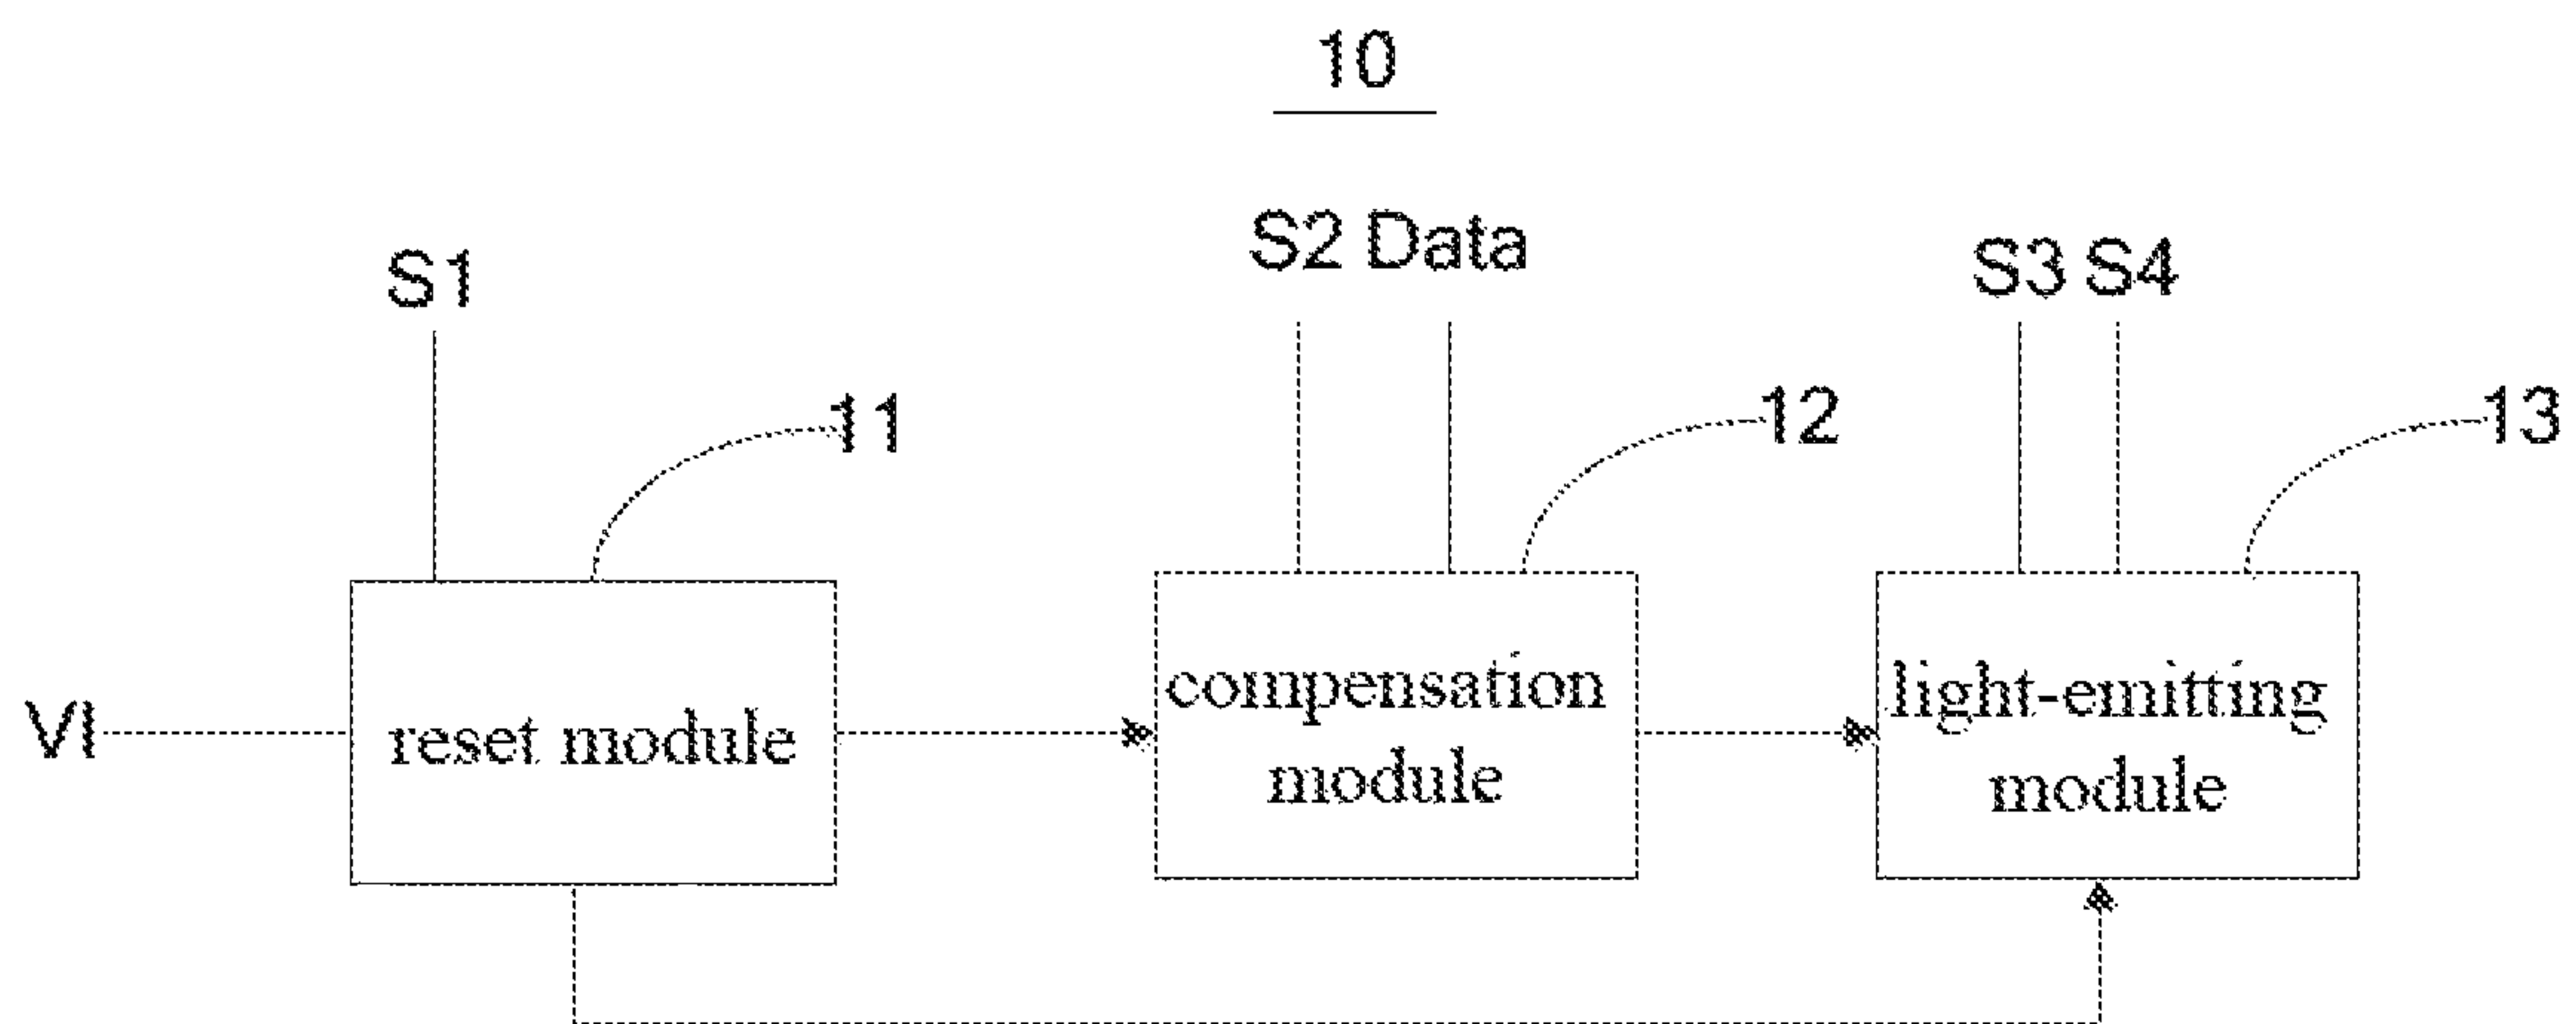 10
S1
S2 Data
S3 S4
11
12
13
VI
reset module
compensation
module
light-emitting
module